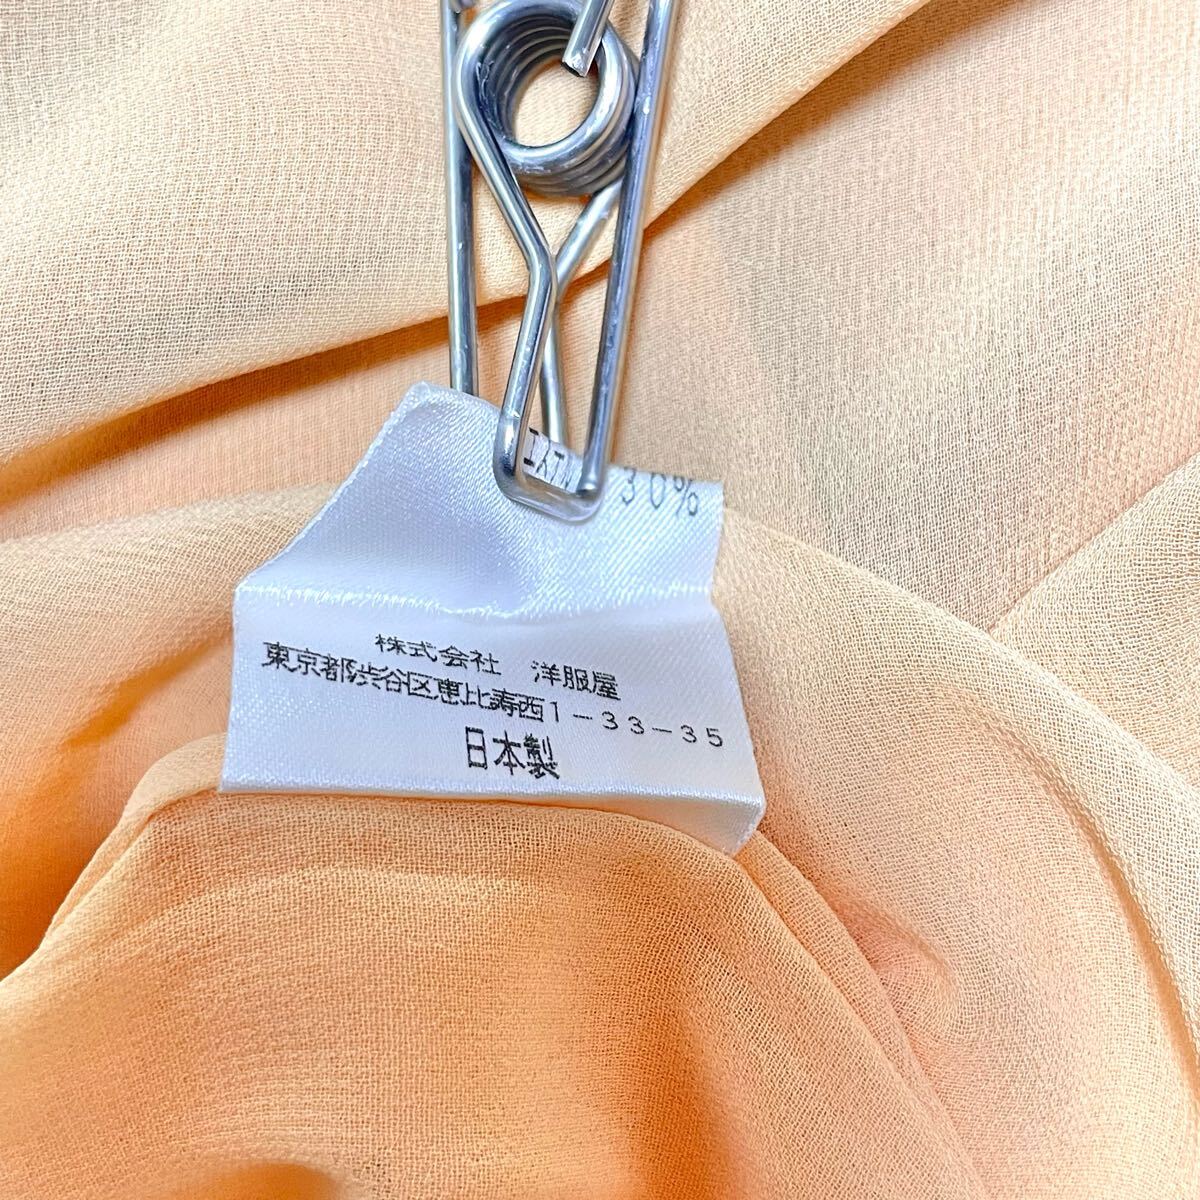 30%
株式会社 洋服屋
東京都渋谷区恵比寿西1-33-35
日本製